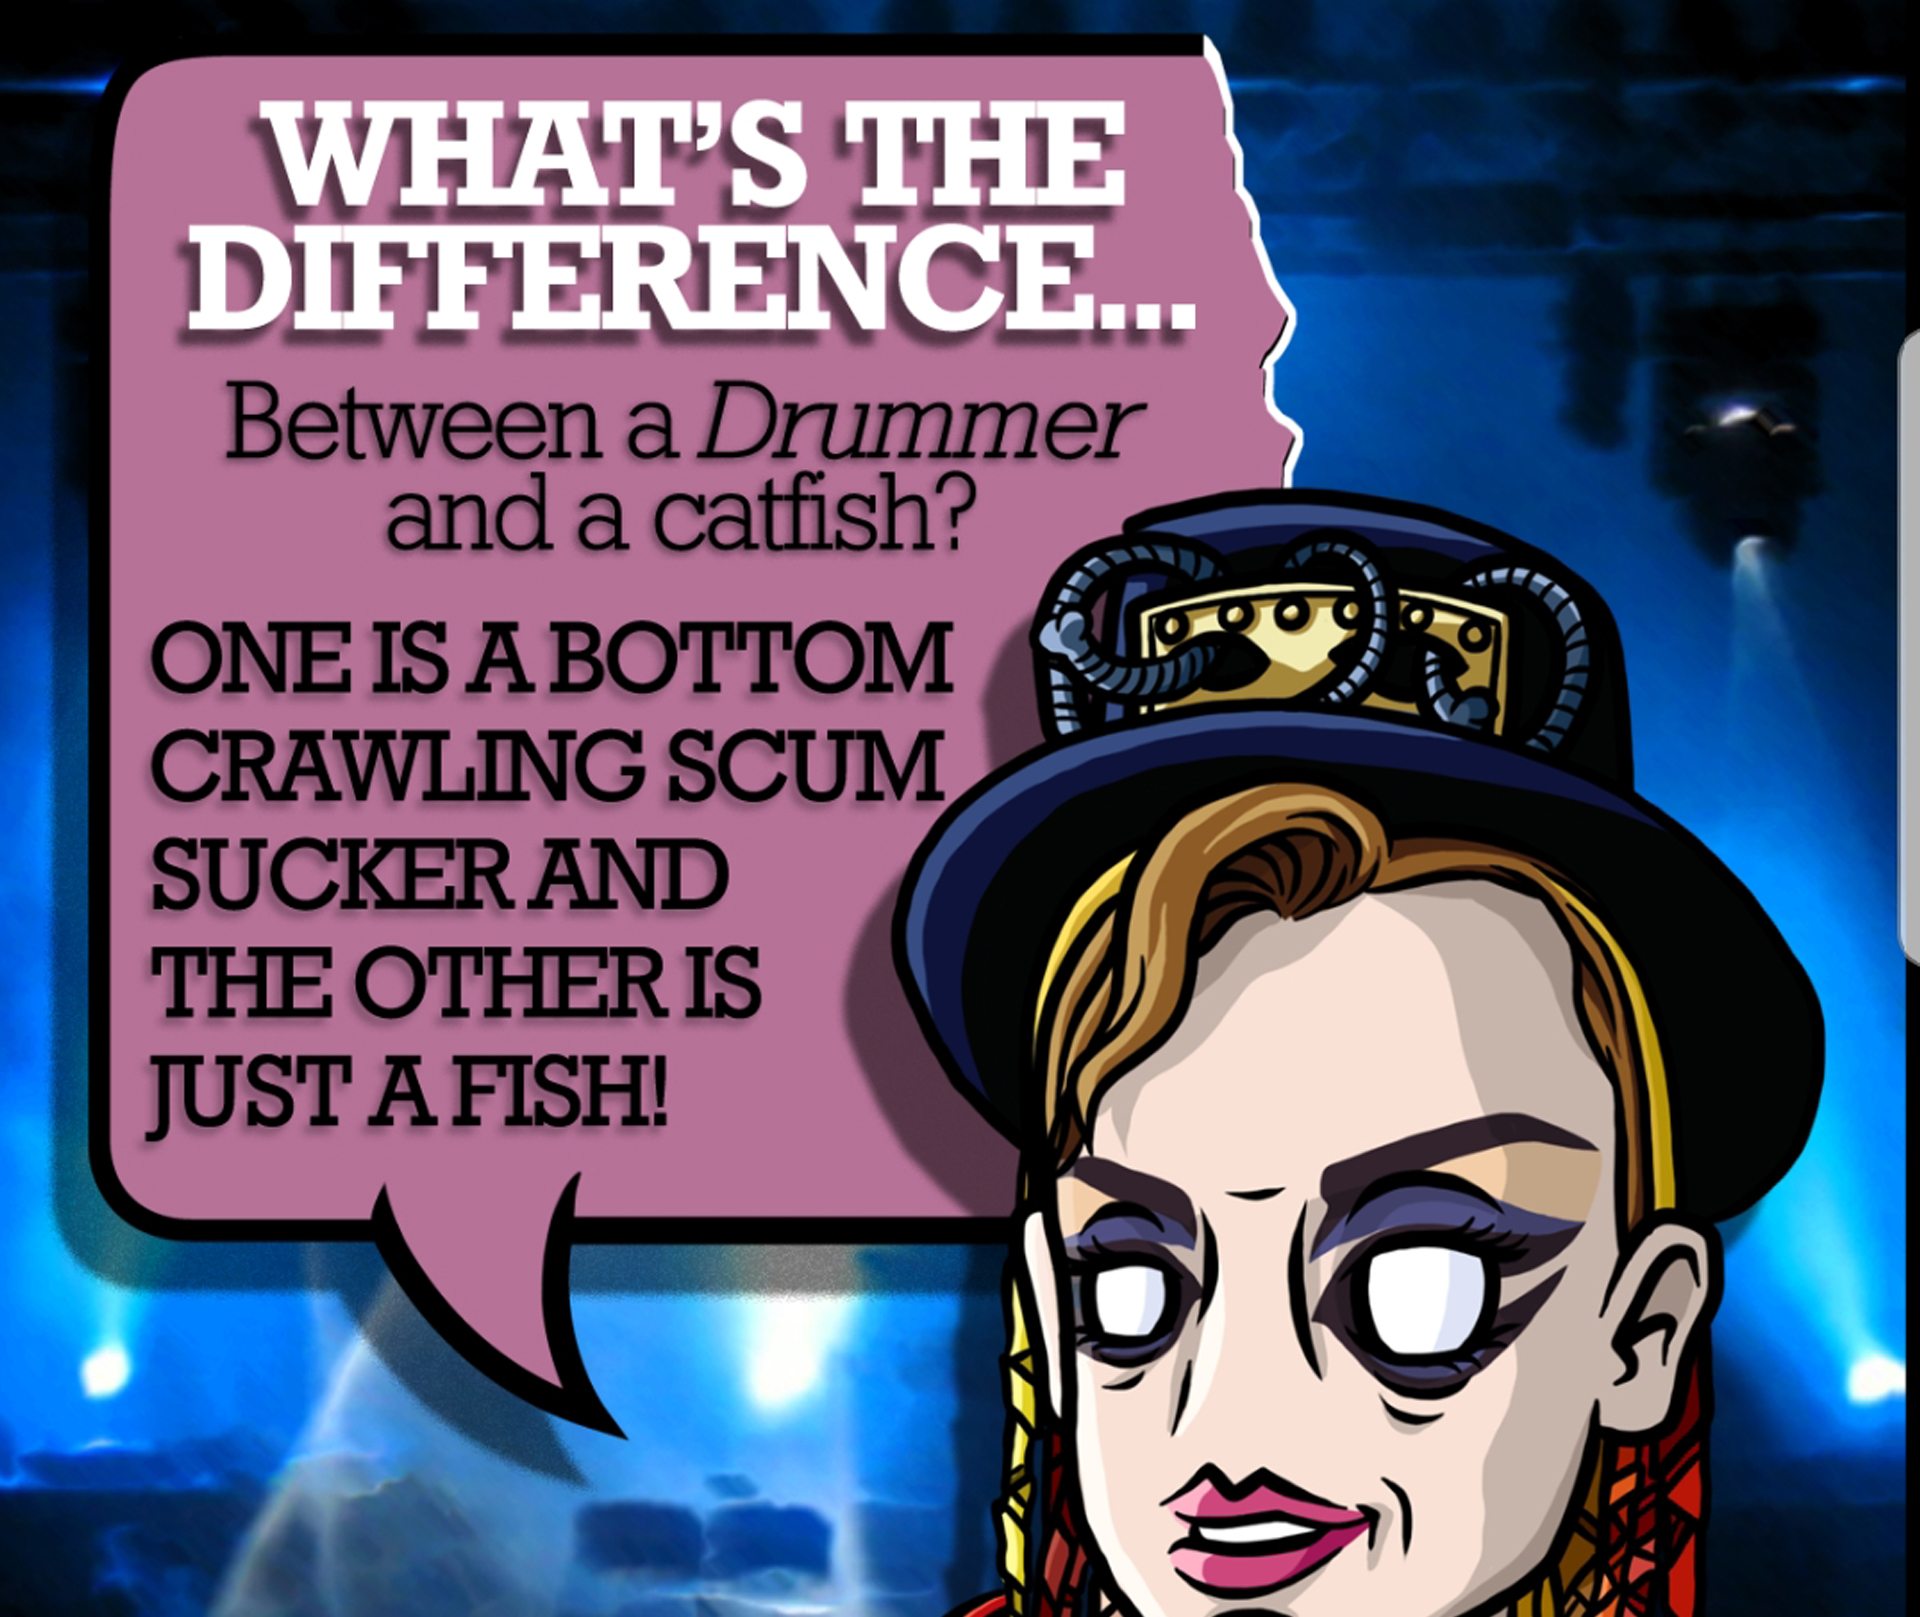 WHAT'S THE
DIFFERENCE...
Between a Drummer
and a catfish?
ONE IS A BOTTOM
CRAWLING SCUM
SUCKER AND
THE OTHER IS
JUST A FISH!